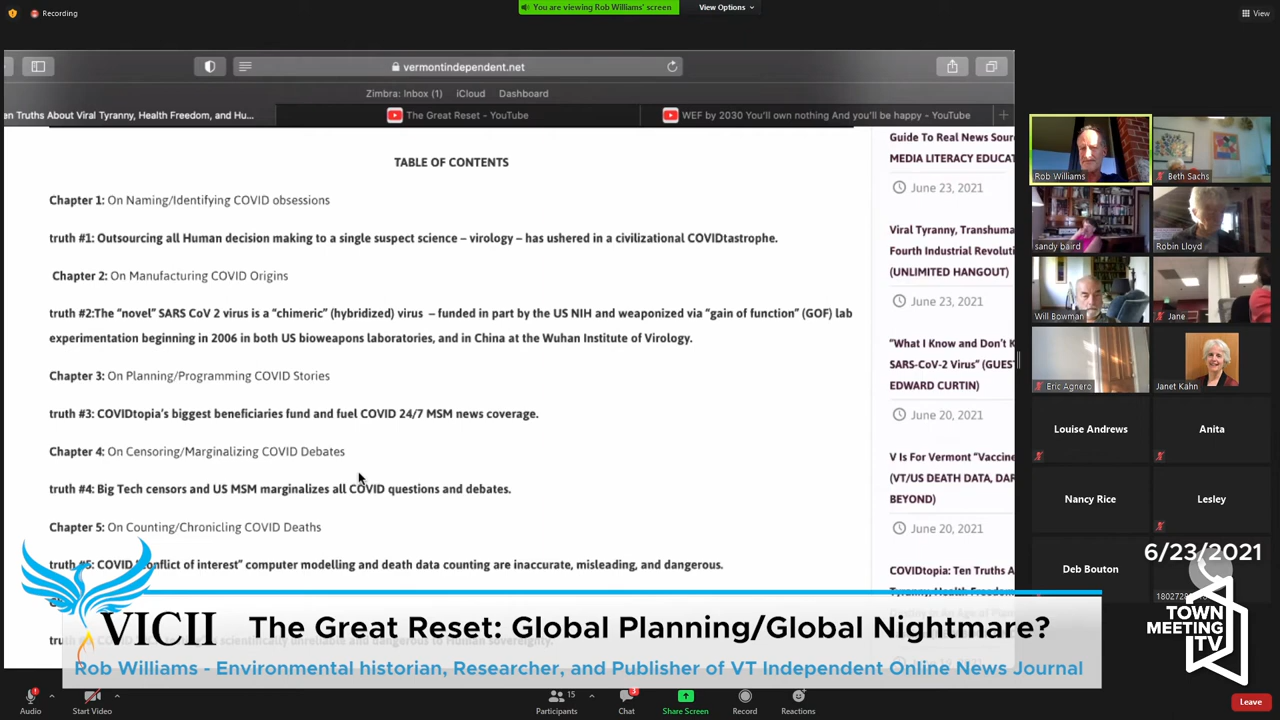 Recording
You are viewing Rob Williams' screen
View Options
View
vermontindependent.net
Zimbra: Inbox (1) iCloud Dashboard
en Truths About Viral Tyranny, Health Freedom, and Hu...
The Great Reset - YouTube
WEF by 2030 You'll own nothing And you'll be happy - YouTube
TABLE OF CONTENTS
Chapter 1: On Naming/Identifying COVID obsessions
truth #1: Outsourcing all Human decision making to a single suspect science – virology – has ushered in a civilizational COVIDtastrophe.
Chapter 2: On Manufacturing COVID Origins
truth #2:The “novel” SARS CoV 2 virus is a “chimeric” (hybridized) virus – funded in part by the US NIH and weaponized via “gain of function” (GOF) lab
experimentation beginning in 2006 in both US bioweapons laboratories, and in China at the Wuhan Institute of Virology.
Chapter 3: On Planning/Programming COVID Stories
truth #3: COVIDtopia's biggest beneficiaries fund and fuel COVID 24/7 MSM news coverage.
Chapter 4: On Censoring/Marginalizing COVID Debates
truth #4: Big Tech censors and US MSM marginalizes all COVID questions and debates.
Chapter 5: On Counting/Chronicling COVID Deaths
truth #5: COVID “conflict of interest” computer modelling and death data counting are inaccurate, misleading, and dangerous.
Guide To Real News Sour
MEDIA LITERACY EDUCAT
June 23, 2021
Viral Tyranny, Transhuma
Fourth Industrial Revoluti
(UNLIMITED HANGOUT)
June 23, 2021
“What I Know and Don't K
SARS-CoV-2 Virus” (GUES
EDWARD CURTIN)
June 20, 2021
V Is For Vermont “Vaccine
(VT/US DEATH DATA, DAR
BEYOND)
June 20, 2021
COVIDtopia: Ten Truths A
Tyranny, Health Freedom
Rob Williams
Beth Sachs
sandy baird
Robin Lloyd
Will Bowman
Jane
Eric Agnero
Janet Kahn
Louise Andrews
Anita
Nancy Rice
Lesley
Deb Bouton
6/23/2021
TOWN
MEETING
TV
VICII
The Great Reset: Global Planning/Global Nightmare?
Rob Williams - Environmental historian, Researcher, and Publisher of VT Independent Online News Journal
Audio
Start Video
Participants 15
Chat 3
Share Screen
Record
Reactions
Leave